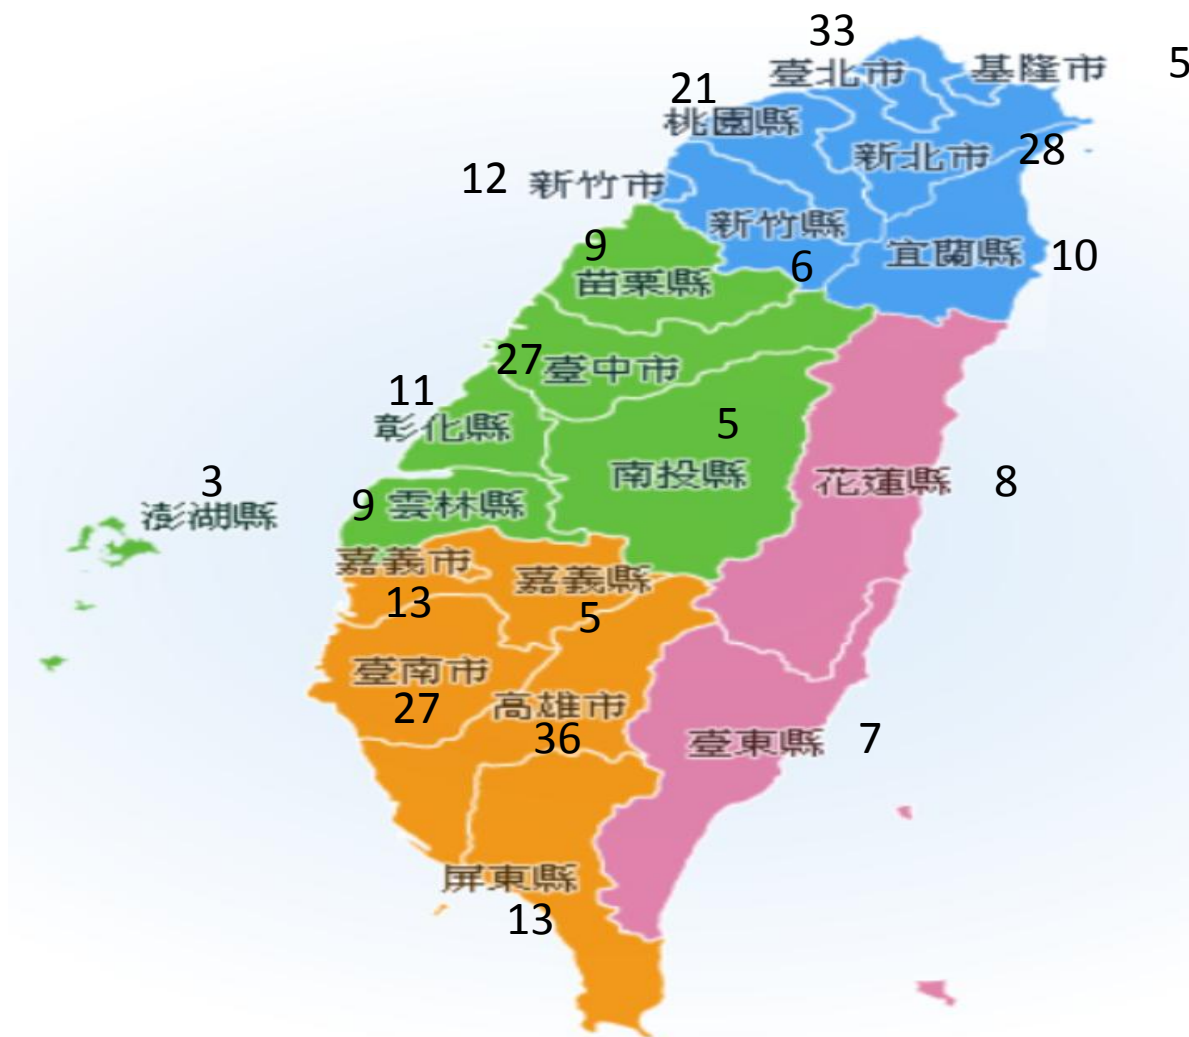 33
臺北市
基隆市
5
21
桃園縣
新北市
28
12
新竹市
新竹縣
6
宜蘭縣
10
9
苗栗縣
27
臺中市
11
彰化縣
5
南投縣
花蓮縣
8
3
澎湖縣
9
雲林縣
嘉義市
13
嘉義縣
5
臺南市
27
高雄市
36
臺東縣
7
屏東縣
13